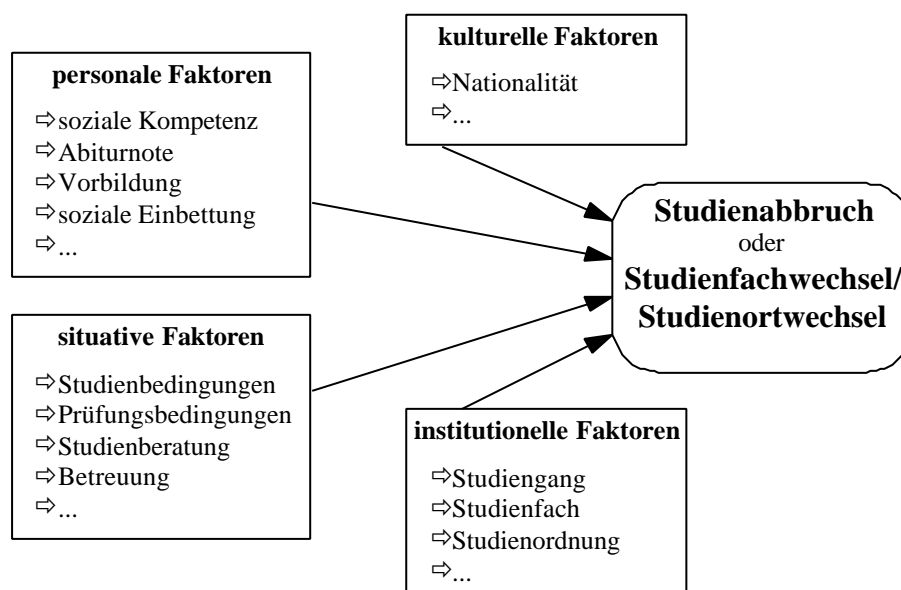 personale Faktoren
⇨soziale Kompetenz
⇨Abiturnote
⇨Vorbildung
⇨soziale Einbettung
⇨...
kulturelle Faktoren
⇨Nationalität
⇨...
Studienabbruch
oder
Studienfachwechsel/
Studienortwechsel
situative Faktoren
⇨Studienbedingungen
⇨Prüfungsbedingungen
⇨Studienberatung
⇨Betreuung
⇨...
institutionelle Faktoren
⇨Studiengang
⇨Studienfach
⇨Studienordnung
⇨...